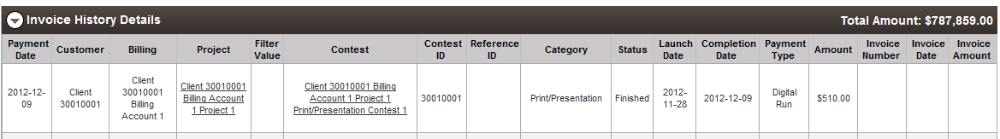 Invoice History Details Total Amount: $787,859.00
Payment Date Customer Billing Project Filter Value Contest Contest ID Reference ID Category Status Launch Date Completion Date Payment Type Amount Invoice Number Invoice Date Invoice Amount
2012-12-09 Client 30010001 Client 30010001 Billing Account 1 Client 30010001 Billing Account 1 Project 1 Client 30010001 Billing Account 1 Project 1 Print/Presentation Contest 1 30010001 Print/Presentation Finished 2012-11-28 2012-12-09 Digital Run $510.00